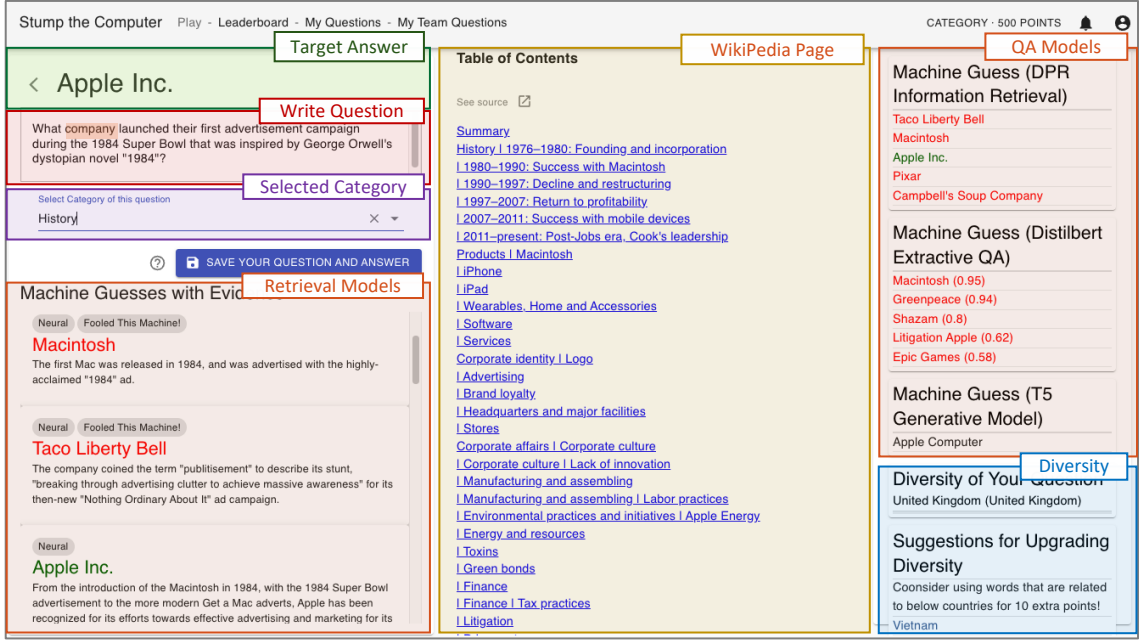 Stump the Computer Play - Leaderboard - My Questions - My Team Questions CATEGORY · 500 POINTS
Target Answer
Apple Inc.
Write Question
What company launched their first advertisement campaign
during the 1984 Super Bowl that was inspired by George Orwell's
dystopian novel "1984"?
Selected Category
Select Category of this question
History
SAVE YOUR QUESTION AND ANSWER
Retrieval Models
Machine Guesses with Evid
Neural Fooled This Machine!
Macintosh
The first Mac was released in 1984, and was advertised with the highly-
acclaimed "1984" ad.
Neural Fooled This Machine!
Taco Liberty Bell
The company coined the term "publitisement" to describe its stunt,
"breaking through advertising clutter to achieve massive awareness" for its
then-new "Nothing Ordinary About It" ad campaign.
Neural
Apple Inc.
From the introduction of the Macintosh in 1984, with the 1984 Super Bowl
advertisement to the more modern Get a Mac adverts, Apple has been
recognized for its efforts towards effective advertising and marketing for its
WikiPedia Page
Table of Contents
See source
Summary
History | 1976–1980: Founding and incorporation
| 1980–1990: Success with Macintosh
| 1990–1997: Decline and restructuring
| 1997–2007: Return to profitability
| 2007–2011: Success with mobile devices
| 2011–present: Post-Jobs era, Cook's leadership
Products | Macintosh
| iPhone
| iPad
| Wearables, Home and Accessories
| Software
| Services
Corporate identity | Logo
| Advertising
| Brand loyalty
| Headquarters and major facilities
| Stores
Corporate affairs | Corporate culture
| Corporate culture | Lack of innovation
| Manufacturing and assembling
| Manufacturing and assembling | Labor practices
| Environmental practices and initiatives | Apple Energy
| Energy and resources
| Toxins
| Green bonds
| Finance
| Finance | Tax practices
| Litigation
QA Models
Machine Guess (DPR
Information Retrieval)
Taco Liberty Bell
Macintosh
Apple Inc.
Pixar
Campbell's Soup Company
Machine Guess (Distilbert
Extractive QA)
Macintosh (0.95)
Greenpeace (0.94)
Shazam (0.8)
Litigation Apple (0.62)
Epic Games (0.58)
Machine Guess (T5
Generative Model)
Apple Computer
Diversity
Diversity of Your Question
United Kingdom (United Kingdom)
Suggestions for Upgrading
Diversity
Coonsider using words that are related
to below countries for 10 extra points!
Vietnam